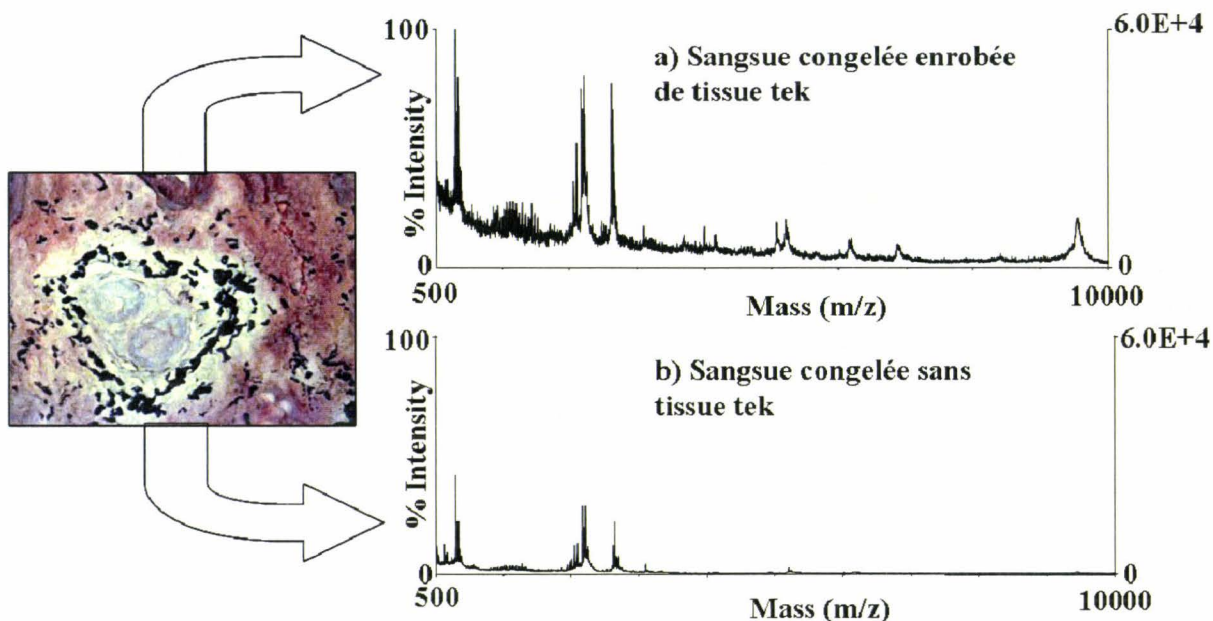 100
6.0E+4
a) Sangsue congelée enrobée
de tissue tek
% Intensity
0
0
500
Mass (m/z)
10000
100
6.0E+4
b) Sangsue congelée sans
tissue tek
% Intensity
0
0
500
Mass (m/z)
10000